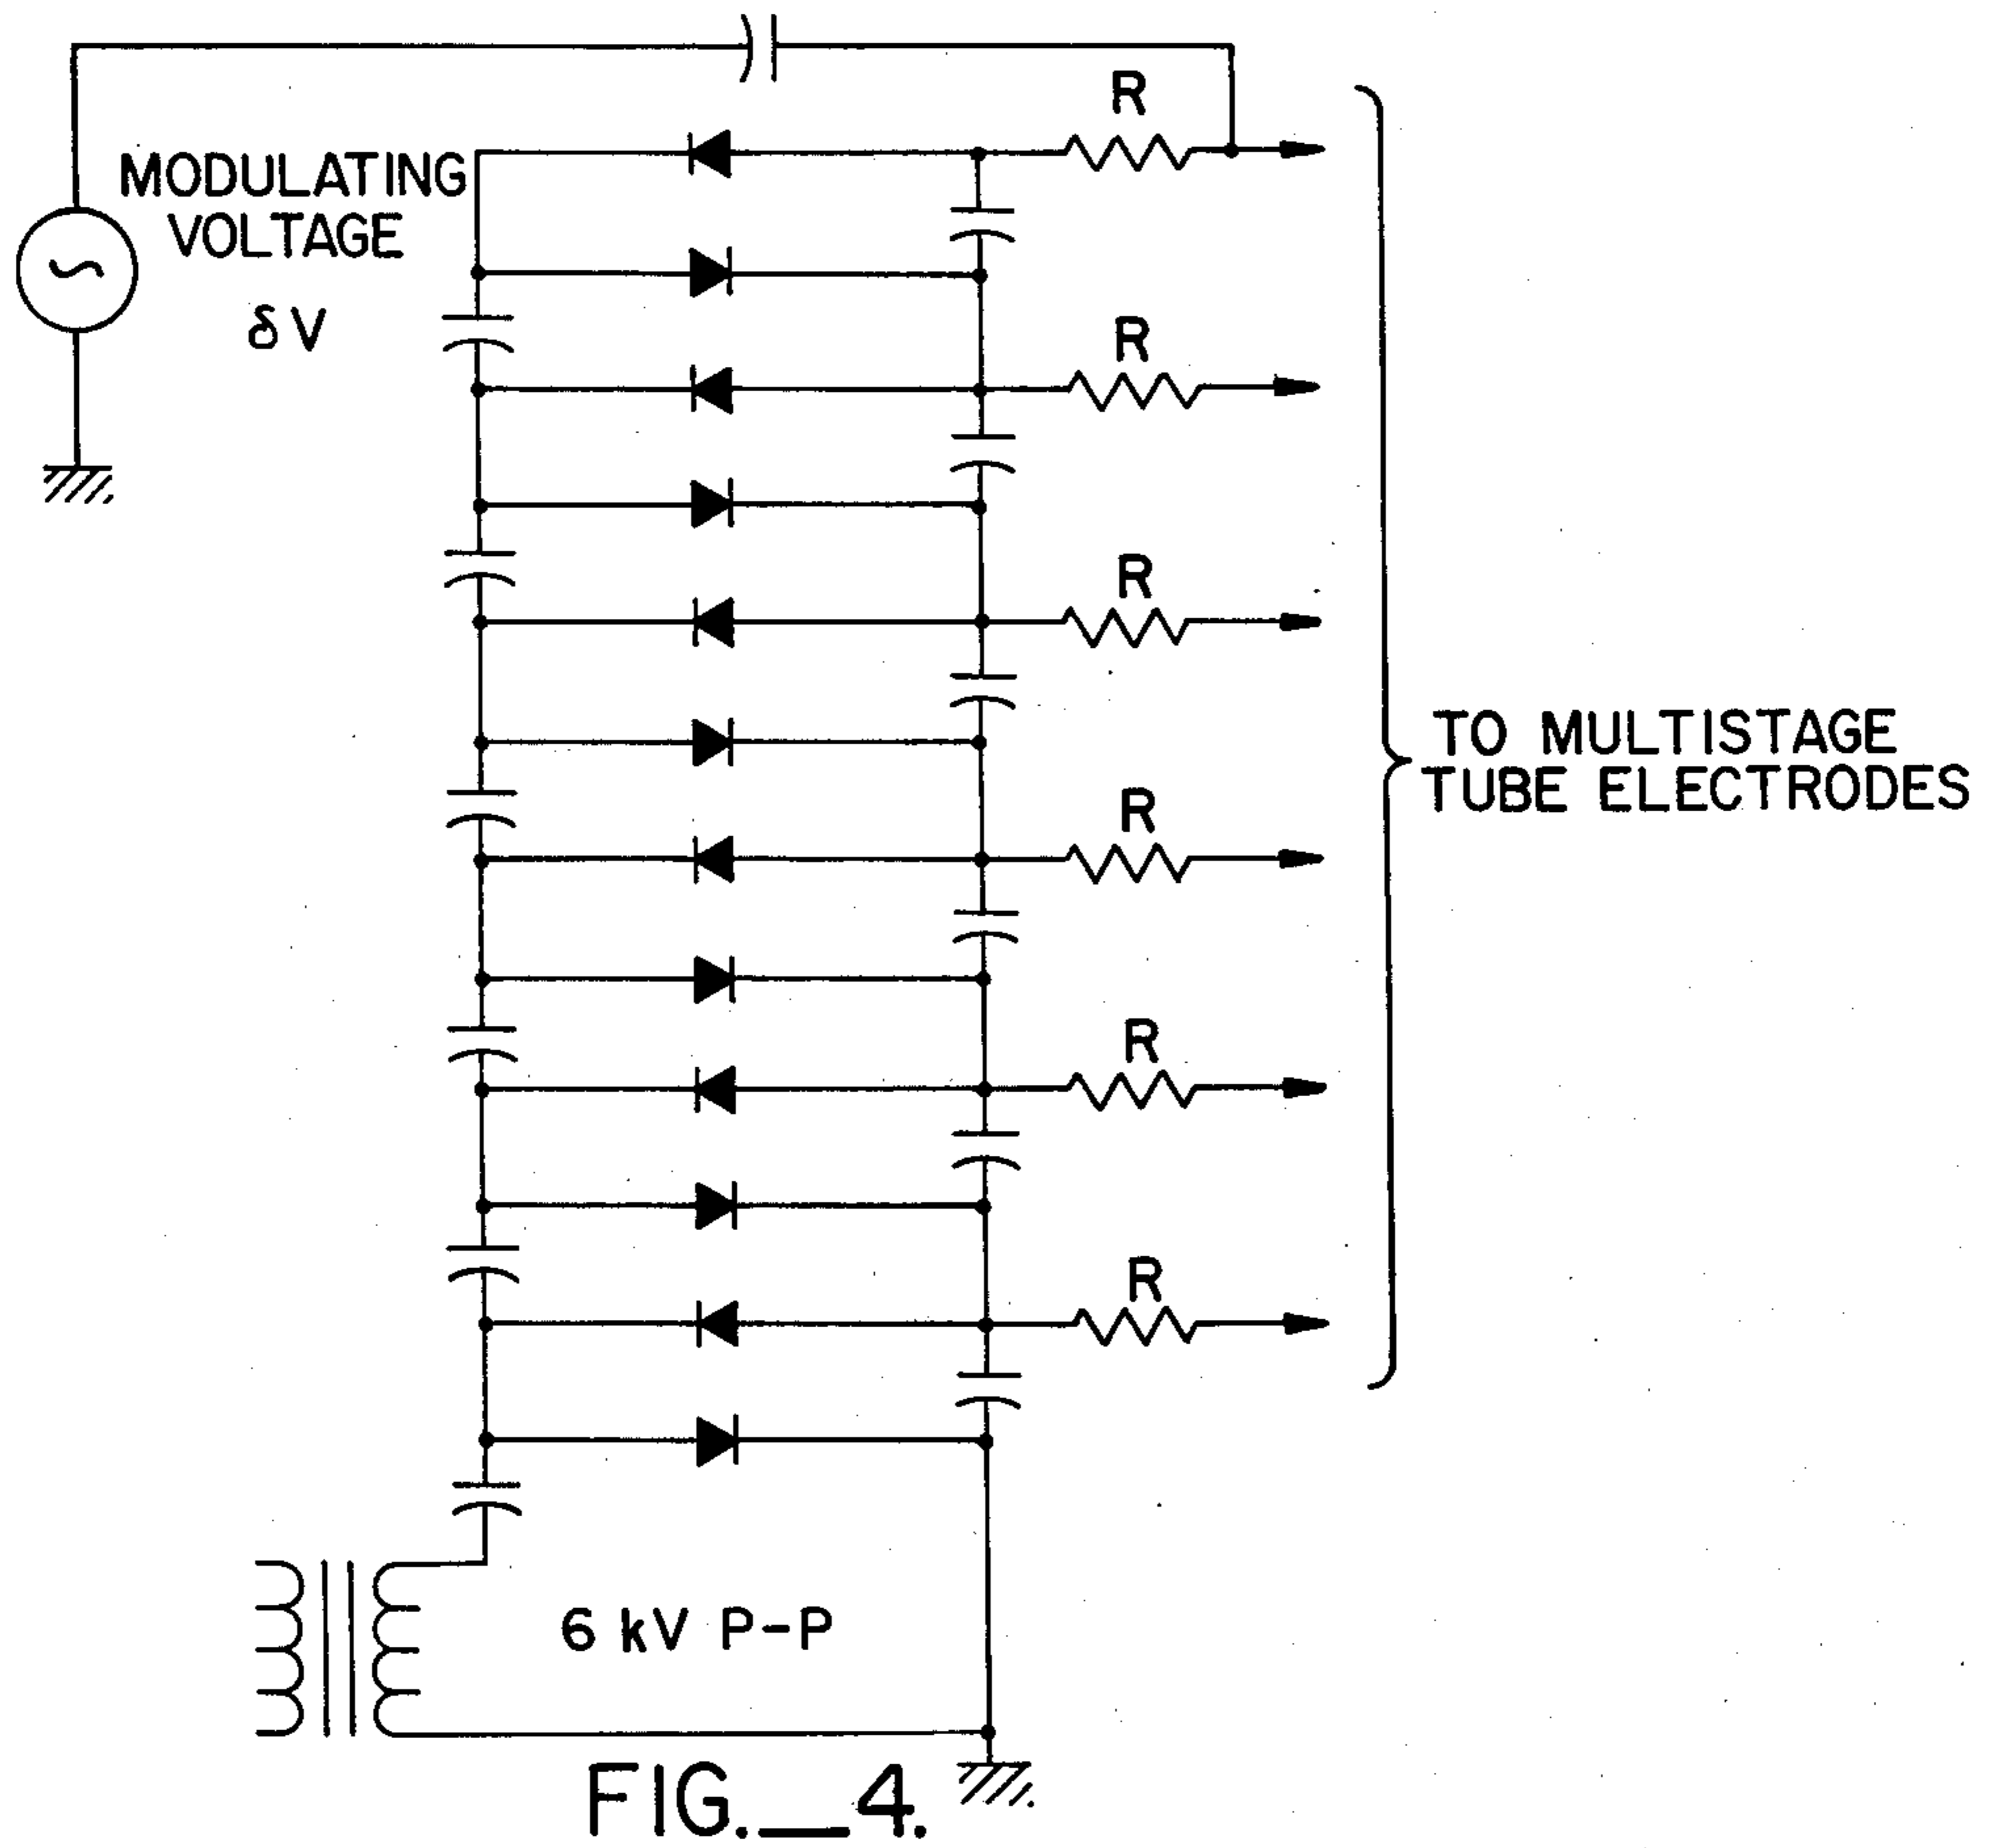 R
MODULATING
VOLTAGE
δV
R
R
TO MULTISTAGE
TUBE ELECTRODES
R
R
R
6 kV P-P
FIG._4.